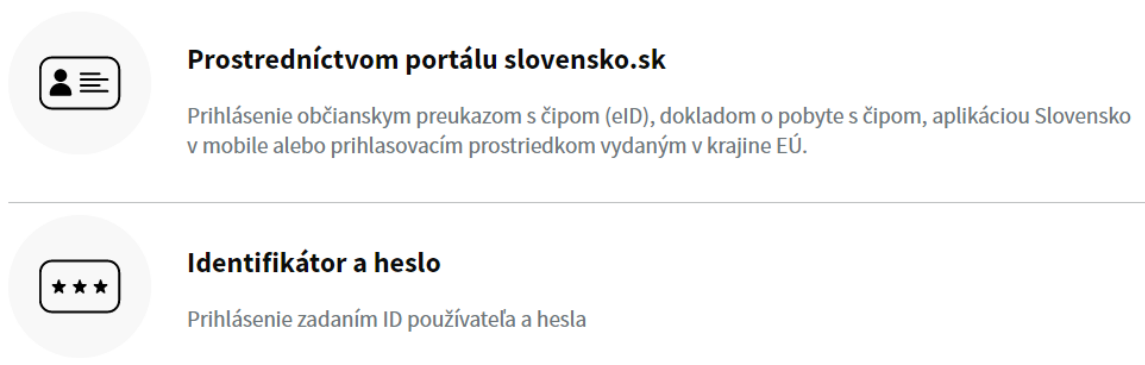 Prostredníctvom portálu slovensko.sk
Prihlásenie občianskym preukazom s čipom (eID), dokladom o pobyte s čipom, aplikáciou Slovensko
v mobile alebo prihlasovacím prostriedkom vydaným v krajine EÚ.
Identifikátor a heslo
Prihlásenie zadaním ID používateľa a hesla